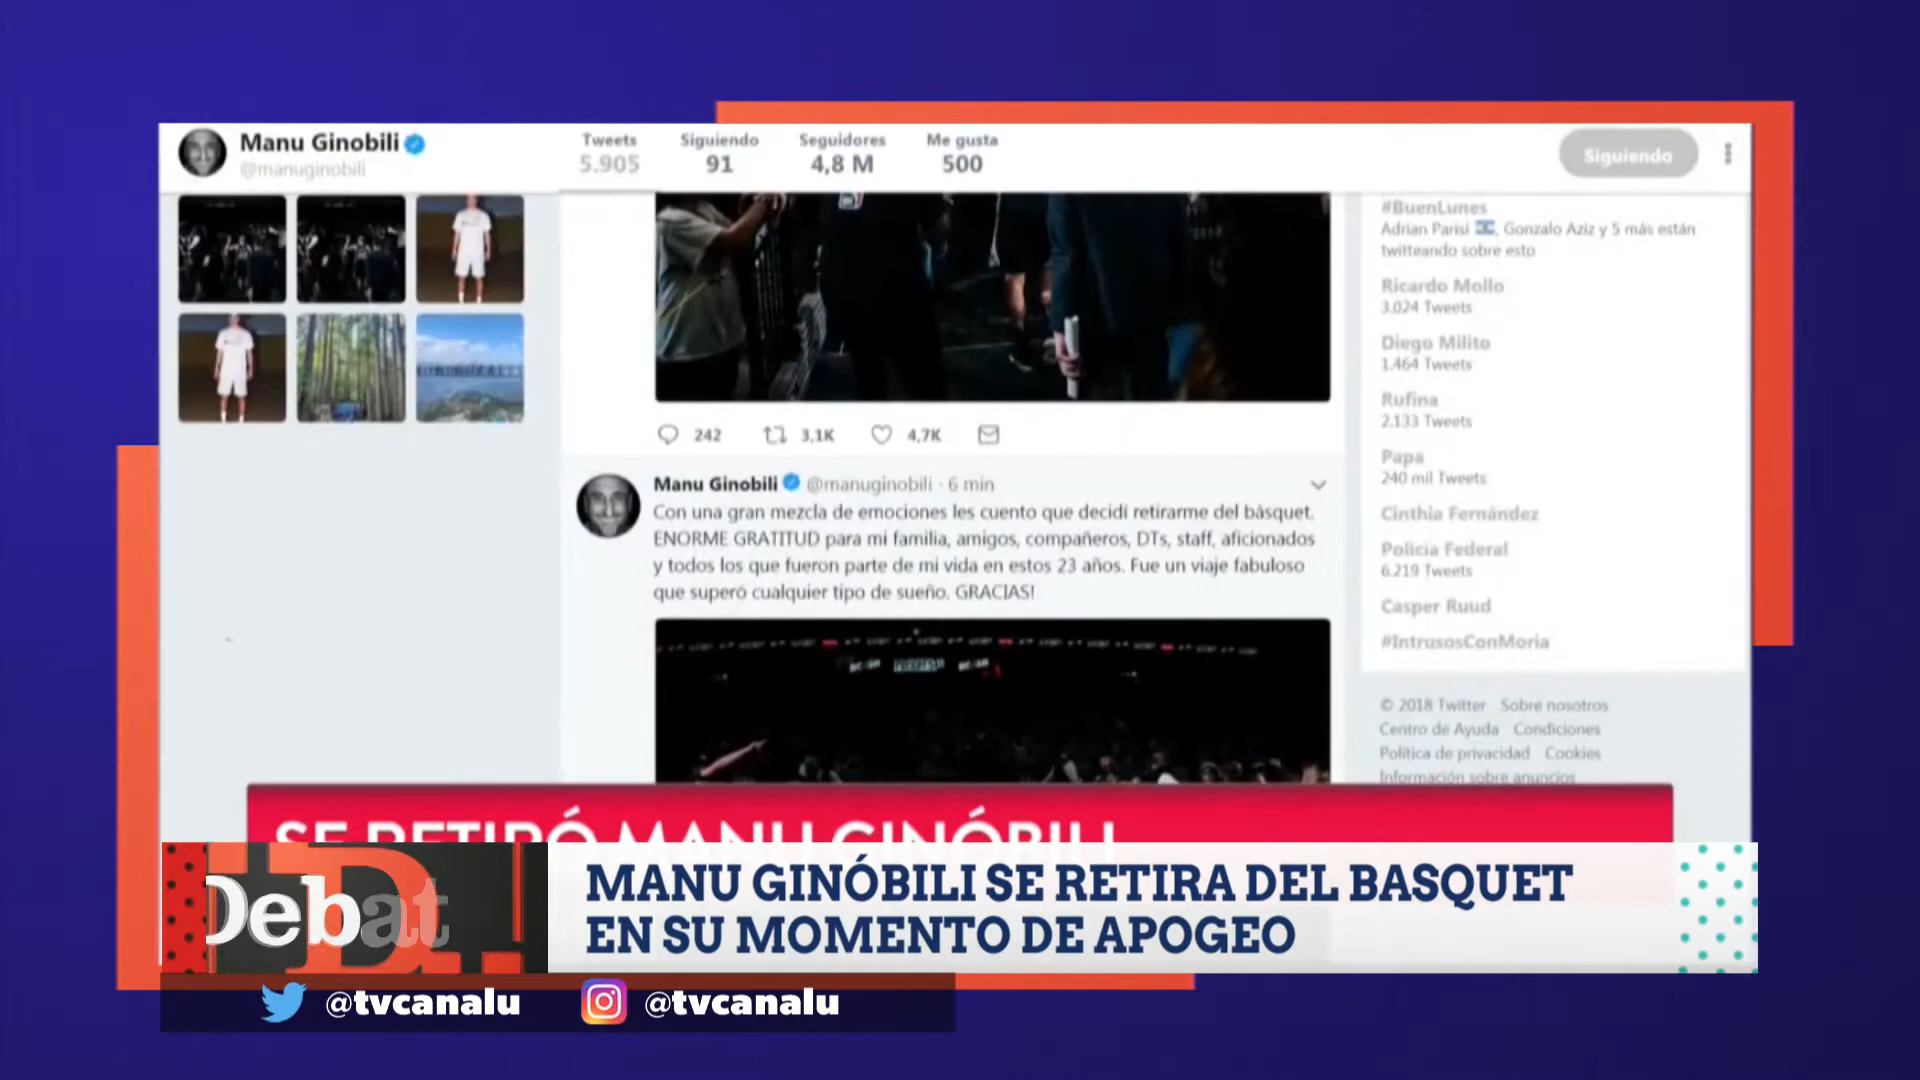 Manu Ginobili
@manuginobili
Tweets
5.905
Siguiendo
91
Seguidores
4,8 M
Me gusta
500
Siguiendo
242
3,1K
4,7K
Manu Ginobili @manuginobili · 6 min
Con una gran mezcla de emociones les cuento que decidí retirarme del básquet.
ENORME GRATITUD para mi familia, amigos, compañeros, DTs, staff, aficionados
y todos los que fueron parte de mi vida en estos 23 años. Fue un viaje fabuloso
que superó cualquier tipo de sueño. GRACIAS!
#BuenLunes
Adrian Parisi, Gonzalo Aziz y 5 más están
twitteando sobre esto
Ricardo Mollo
3.024 Tweets
Diego Milito
1.464 Tweets
Rufina
2.133 Tweets
Papa
240 mil Tweets
Cinthia Fernández
Policía Federal
6.219 Tweets
Casper Ruud
#IntrusosConMoria
© 2018 Twitter Sobre nosotros
Centro de Ayuda Condiciones
Política de privacidad Cookies
Información sobre anuncios
SE RETIRÓ MANU GINÓBILI
Debat
MANU GINÓBILI SE RETIRA DEL BASQUET
EN SU MOMENTO DE APOGEO
@tvcanalu
@tvcanalu